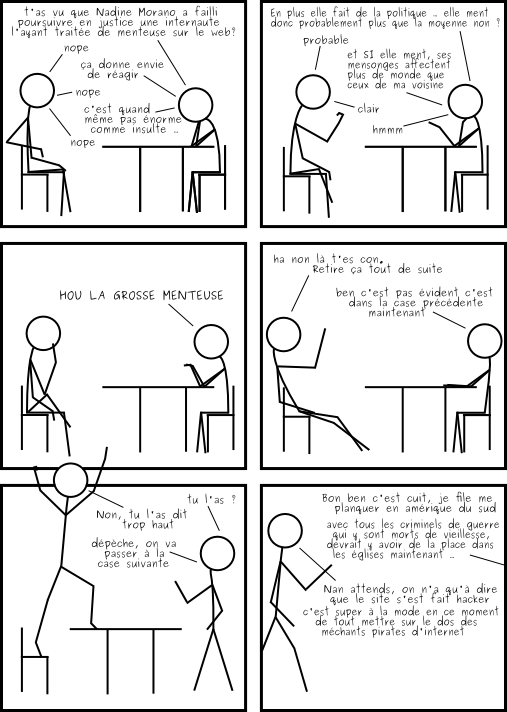 t'as vu que Nadine Morano a failli
poursuivre en justice une internaute
l'ayant traitée de menteuse sur le web?
nope
ça donne envie
de réagir
nope
c'est quand
même pas énorme
comme insulte ..
nope
En plus elle fait de la politique .. elle ment
donc probablement plus que la moyenne non ?
probable
et SI elle ment, ses
mensonges affectent
plus de monde que
ceux de ma voisine
clair
hmmm
HOU LA GROSSE MENTEUSE
ha non là t'es con.
Retire ça tout de suite
ben c'est pas évident c'est
dans la case précédente
maintenant
tu l'as ?
Non, tu l'as dit
trop haut
dépèche, on va
passer à la
case suivante
Bon ben c'est cuit, je file me
planquer en amérique du sud
avec tous les criminels de guerre
qui y sont morts de vieillesse,
devrait y avoir de la place dans
les églises maintenant ..
Nan attends, on n'a qu'à dire
que le site s'est fait hacker
c'est super à la mode en ce moment
de tout mettre sur le dos des
méchants pirates d'internet